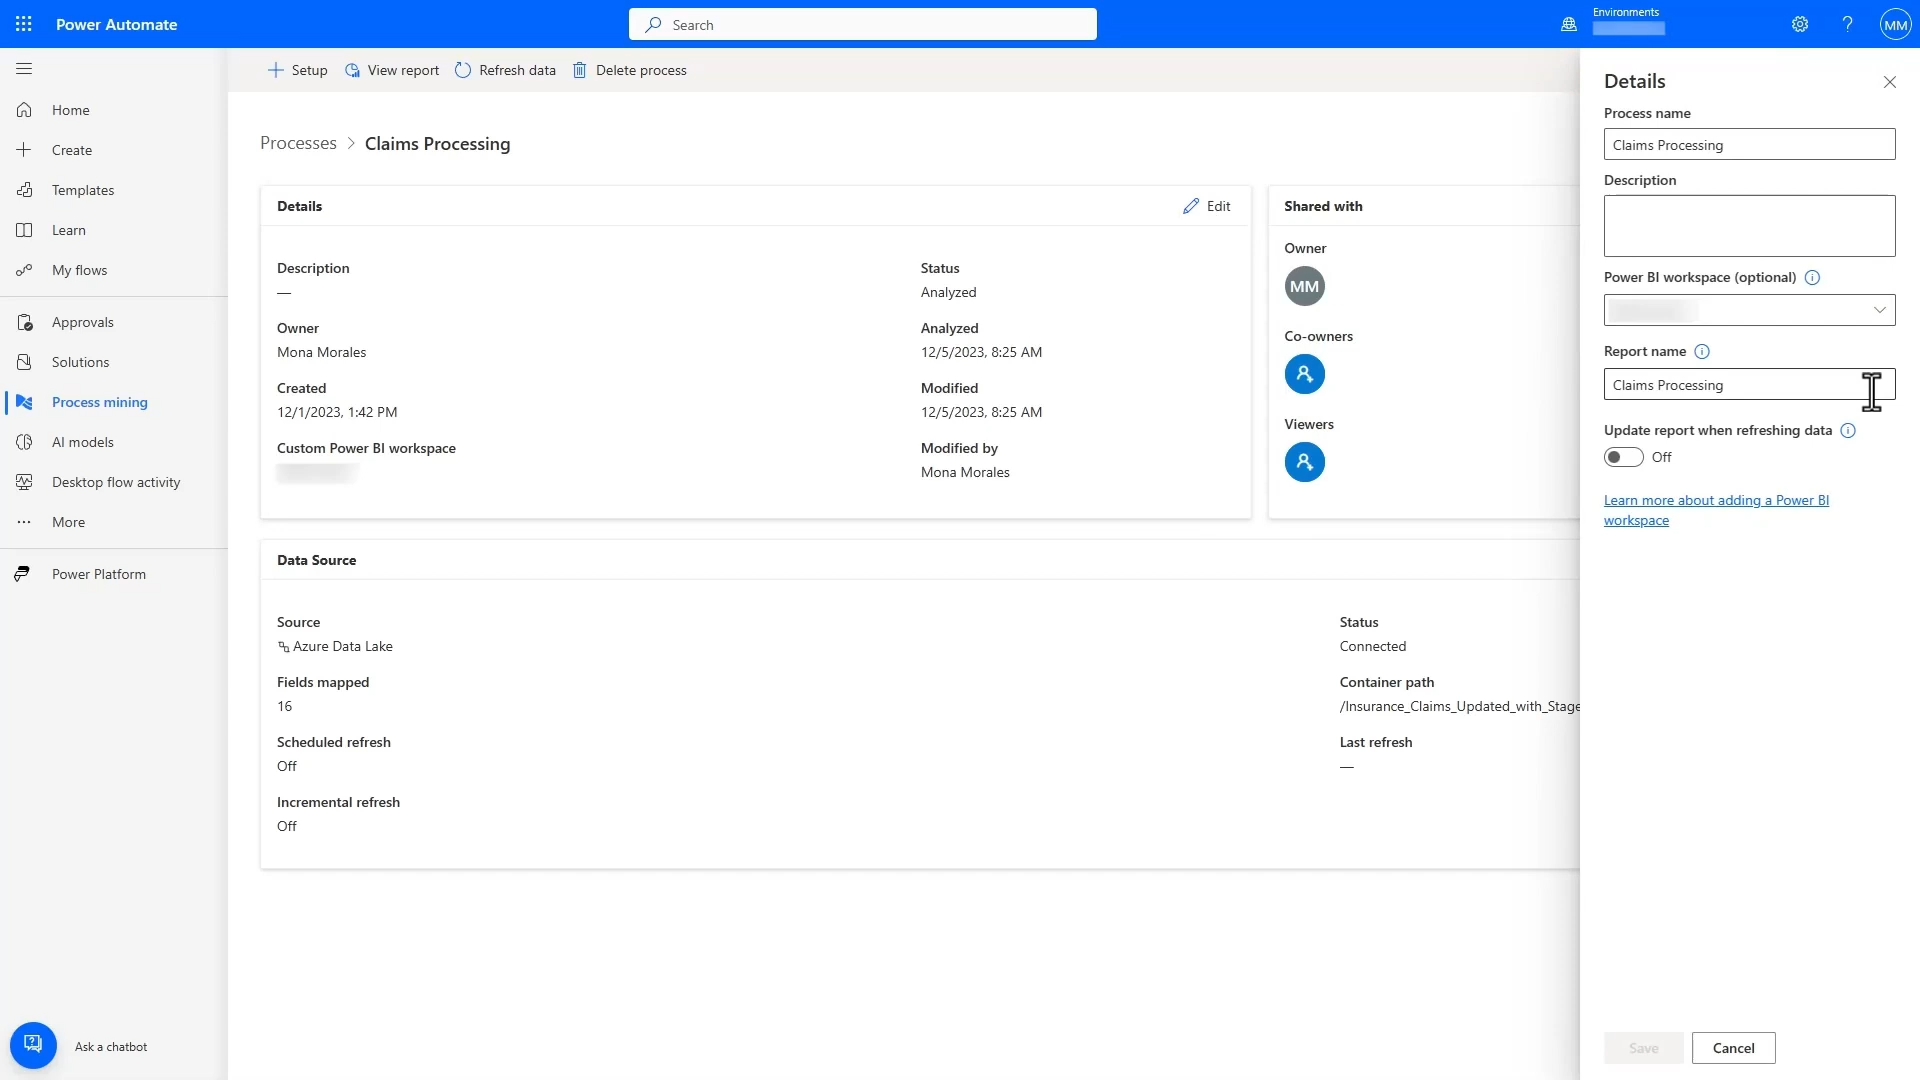 Power Automate
Search
Environments
MM
Setup
View report
Refresh data
Delete process
Home
Create
Templates
Learn
My flows
Approvals
Solutions
Process mining
AI models
Desktop flow activity
More
Power Platform
Ask a chatbot
Processes > Claims Processing
Details
Edit
Description
—
Owner
Mona Morales
Created
12/1/2023, 1:42 PM
Custom Power BI workspace
Status
Analyzed
Analyzed
12/5/2023, 8:25 AM
Modified
12/5/2023, 8:25 AM
Modified by
Mona Morales
Shared with
Owner
MM
Co-owners
Viewers
Data Source
Source
Azure Data Lake
Fields mapped
16
Scheduled refresh
Off
Incremental refresh
Off
Status
Connected
Container path
/Insurance_Claims_Updated_with_Stage
Last refresh
—
Details
Process name
Claims Processing
Description
Power BI workspace (optional)
Report name
Claims Processing
Update report when refreshing data
Off
Learn more about adding a Power BI
workspace
Save
Cancel